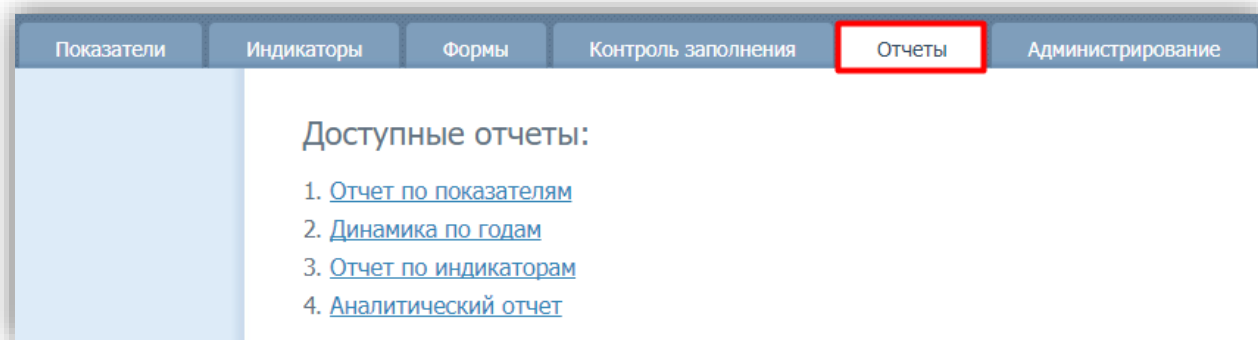 Показатели Индикаторы Формы Контроль заполнения Отчеты Администрирование
Доступные отчеты:
1. Отчет по показателям
2. Динамика по годам
3. Отчет по индикаторам
4. Аналитический отчет